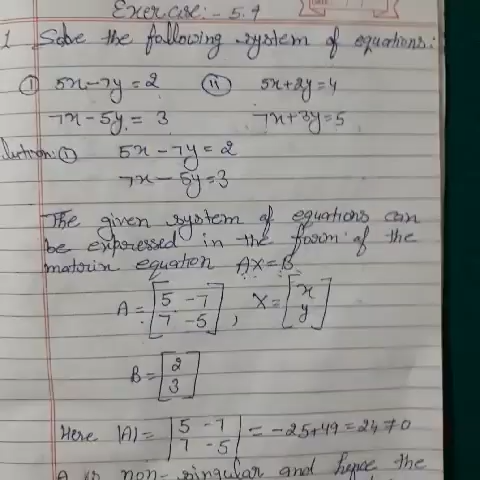 Exercise:- 5.7
1 Solve the following system of equations:
(i) 5x-7y=2 (ii) 5x+2y=4
7x-5y= 3 7x+3y=5
Solution: (i) 5x-7y=2
7x-5y=3
The given system of equations can
be expressed in the form of the
matrix equation AX=B
A = [5 -7 7 -5], X = [x y]
B = [2 3]
Here |A| = |5 -7 7 -5| = -25+49=24≠0
A is non-singular and hence the